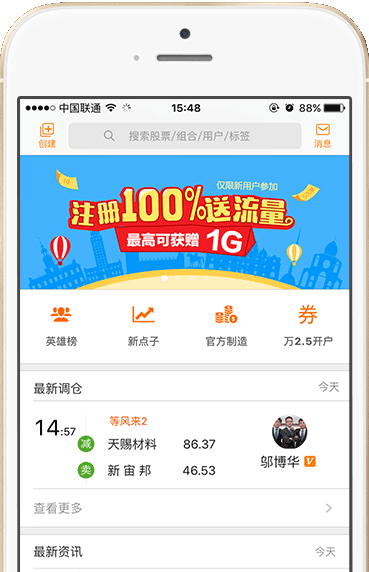 中国联通 15:48 88%
创建 搜索股票/组合/用户/标签 消息
仅限新用户参加
注册100%送流量
最高可获赠 1G
英雄榜 新点子 官方制造 券 万2.5开户
最新调仓 今天
14:57 等风来2
减 天赐材料 86.37
卖 新宙邦 46.53
邬博华 V
查看更多
最新资讯 今天